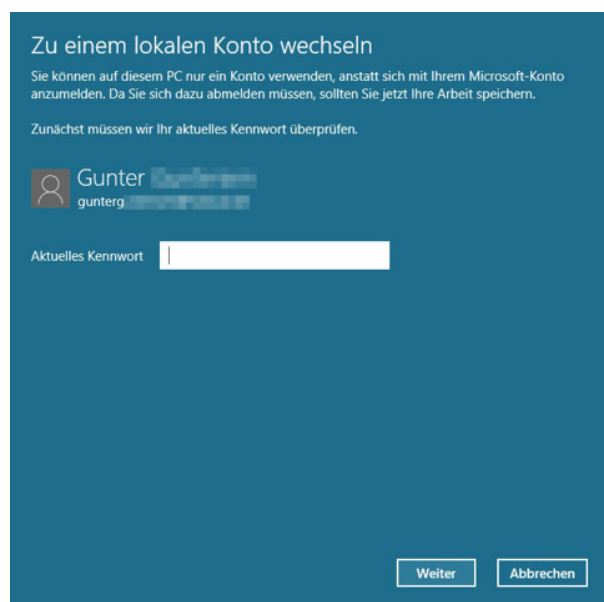 Zu einem lokalen Konto wechseln
Sie können auf diesem PC nur ein Konto verwenden, anstatt sich mit Ihrem Microsoft-Konto
anzumelden. Da Sie sich dazu abmelden müssen, sollten Sie jetzt Ihre Arbeit speichern.
Zunächst müssen wir Ihr aktuelles Kennwort überprüfen.
Gunter
gunterg
Aktuelles Kennwort
Weiter
Abbrechen